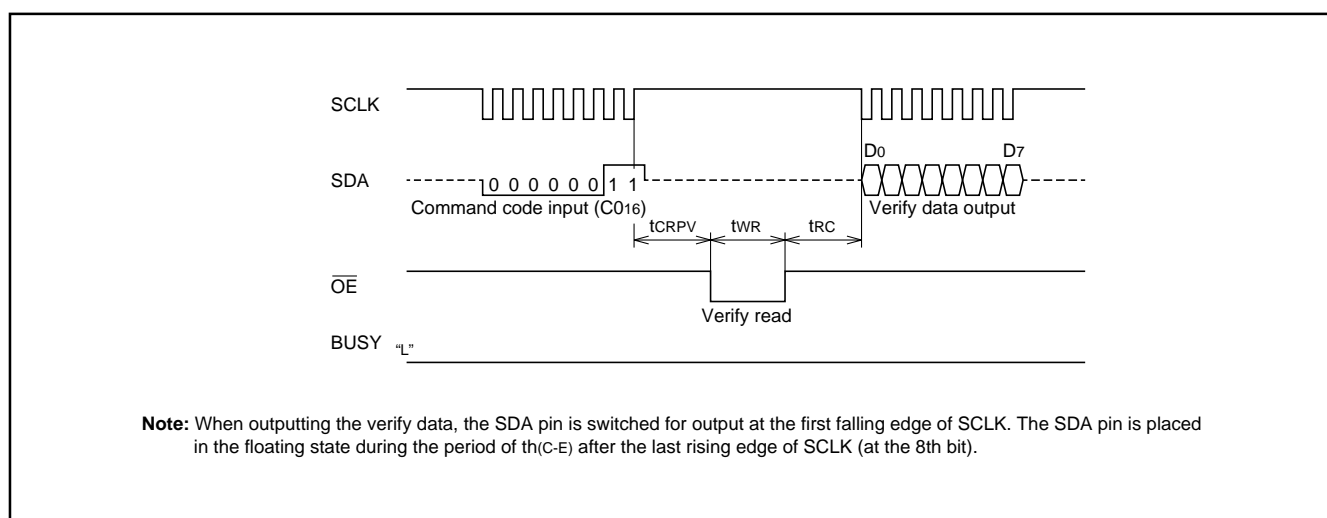 SCLK
D0 D7
SDA
0 0 0 0 0 0 1 1
Command code input (C016)
Verify data output
tCRPV tWR tRC
OE
Verify read
BUSY “L”
Note: When outputting the verify data, the SDA pin is switched for output at the first falling edge of SCLK. The SDA pin is placed
in the floating state during the period of th(C-E) after the last rising edge of SCLK (at the 8th bit).